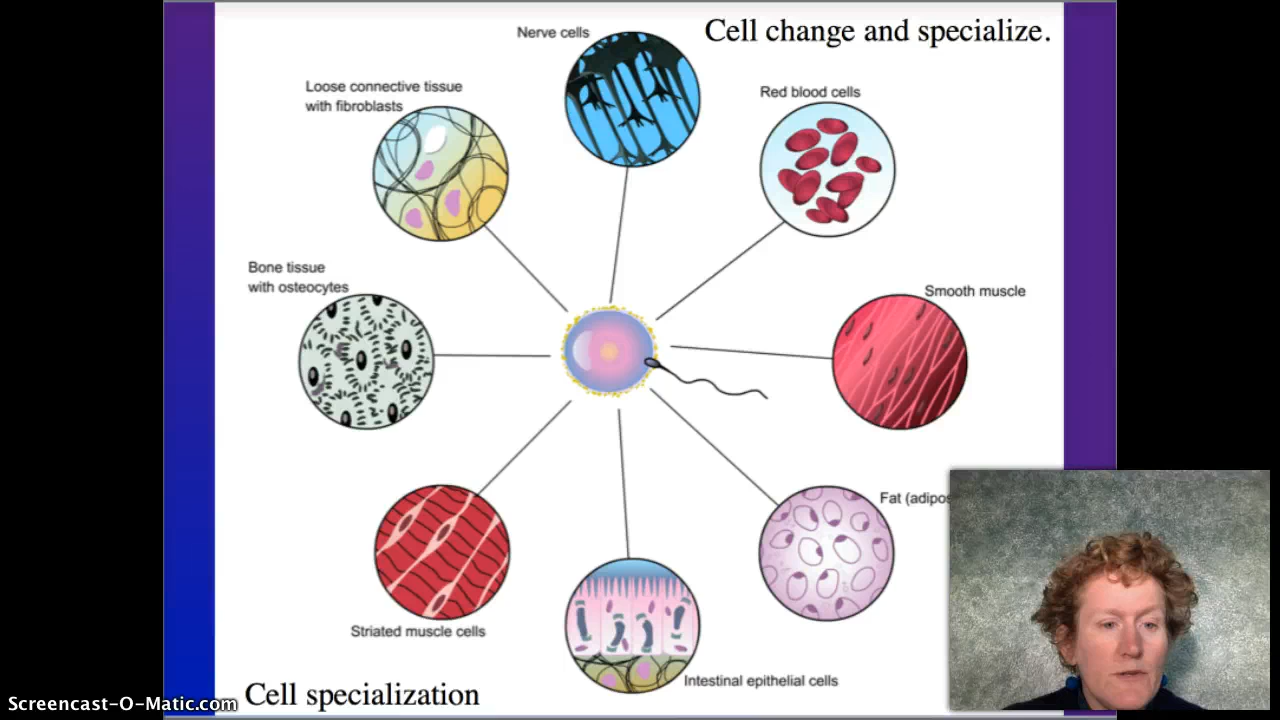 Cell change and specialize.
Nerve cells
Loose connective tissue
with fibroblasts
Red blood cells
Bone tissue
with osteocytes
Smooth muscle
Fat
Striated muscle cells
Intestinal epithelial cells
Cell specialization
Screencast-O-Matic.com